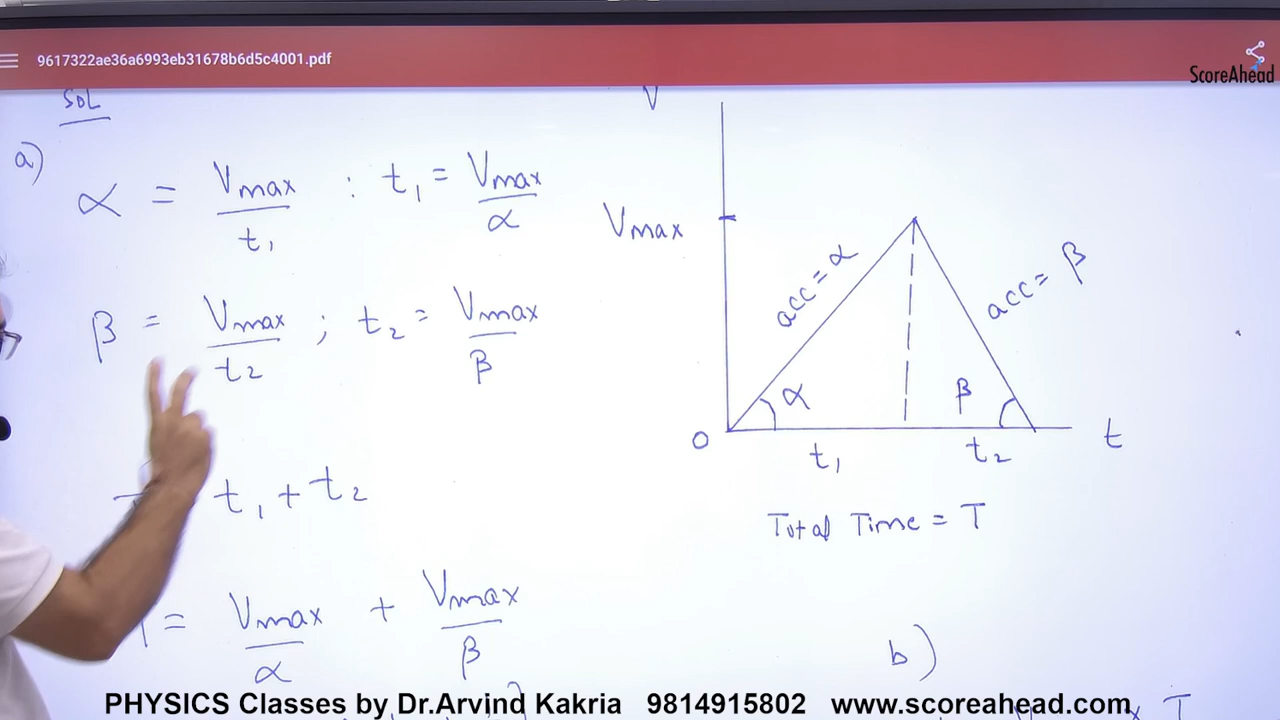 9617322ae36a6993eb31678b6d5c4001.pdf
ScoreAhead
SOL
a)
α = Vmax / t₁ : t₁ = Vmax / α
β = Vmax / t₂ ; t₂ = Vmax / β
t₁ + t₂
= Vmax / α + Vmax / β
V
Vmax
acc = α
acc = β
α
β
O
t₁
t₂
t
Total Time = T
b)
T
PHYSICS Classes by Dr.Arvind Kakria 9814915802 www.scoreahead.com